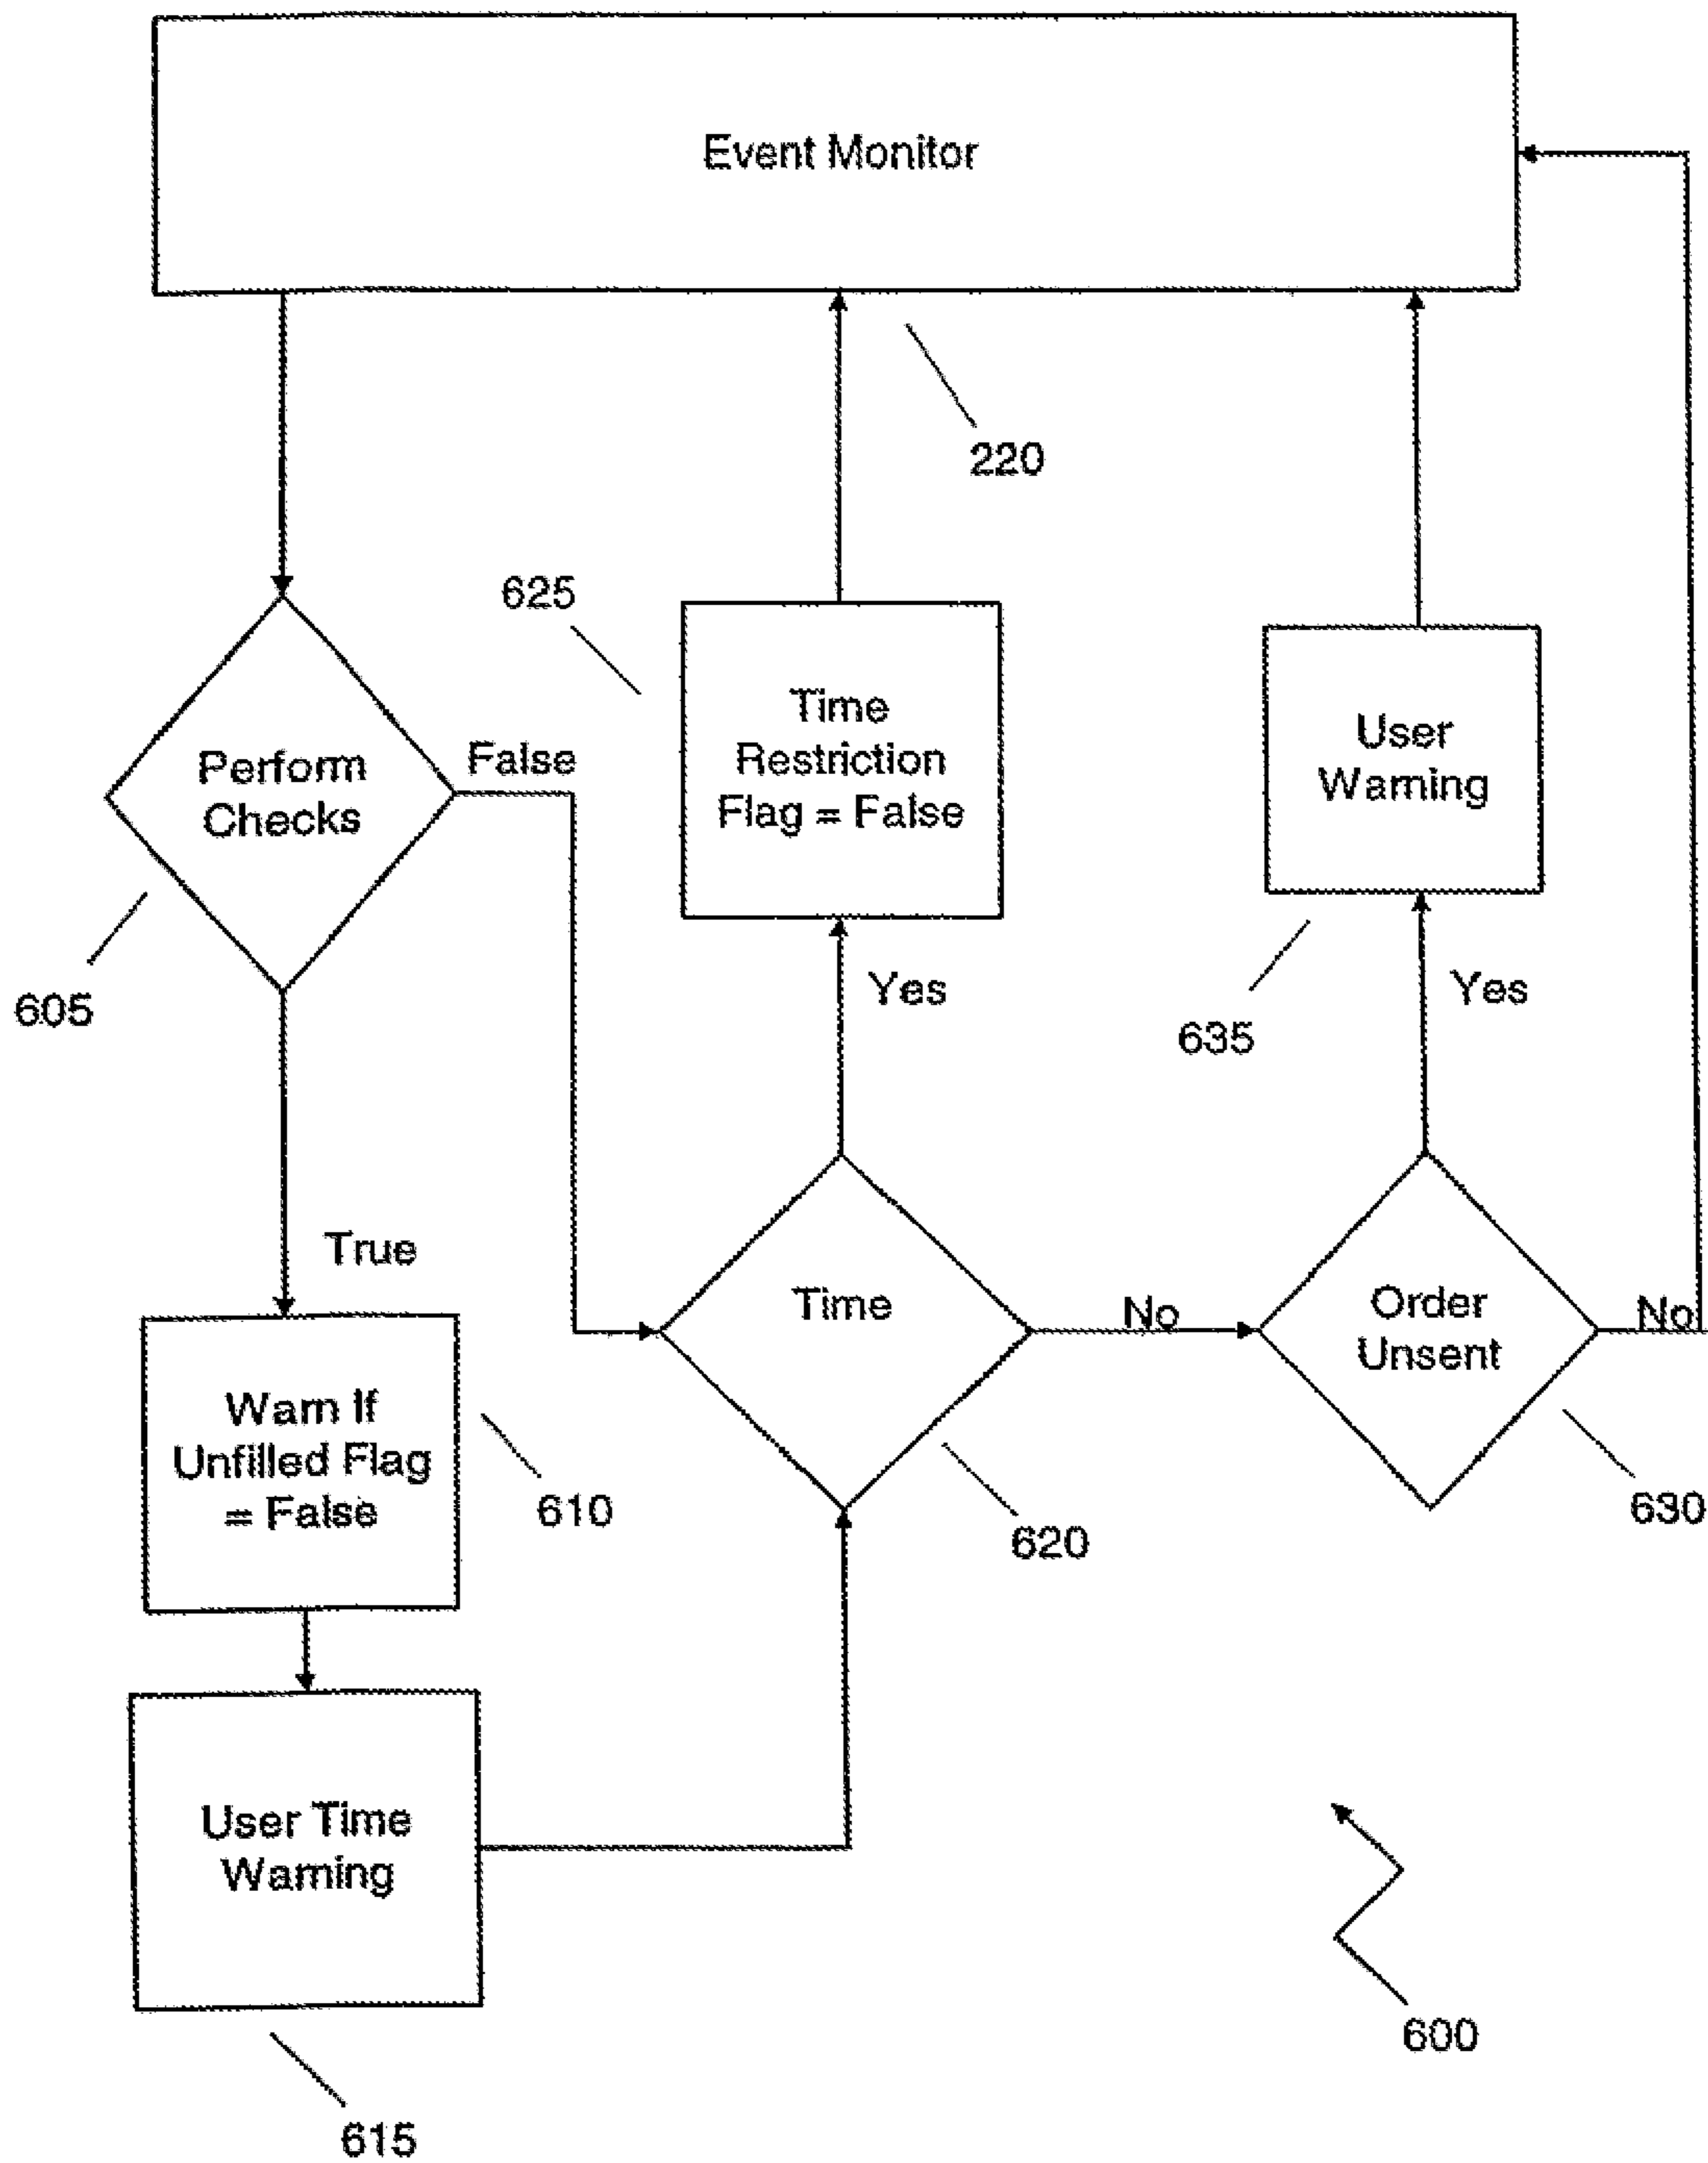 Event Monitor
220
625
Perform
Checks
False
605
Time
Restriction
Flag = False
User
Warning
Yes
635
Yes
True
Time
No
Order
Unsent
No
Warn If
Unfilled Flag
= False
610
620
630
User Time
Warning
615
600